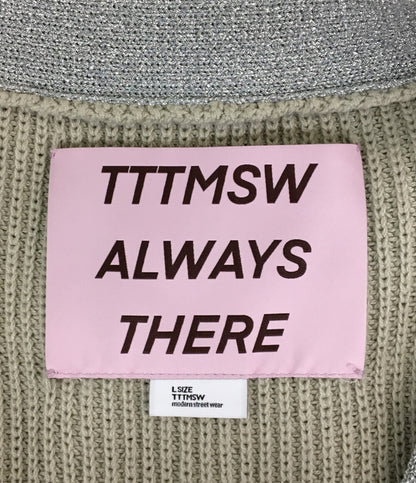 TTTMSW
ALWAYS
THERE
L SIZE
TTTMSW
modern street wear